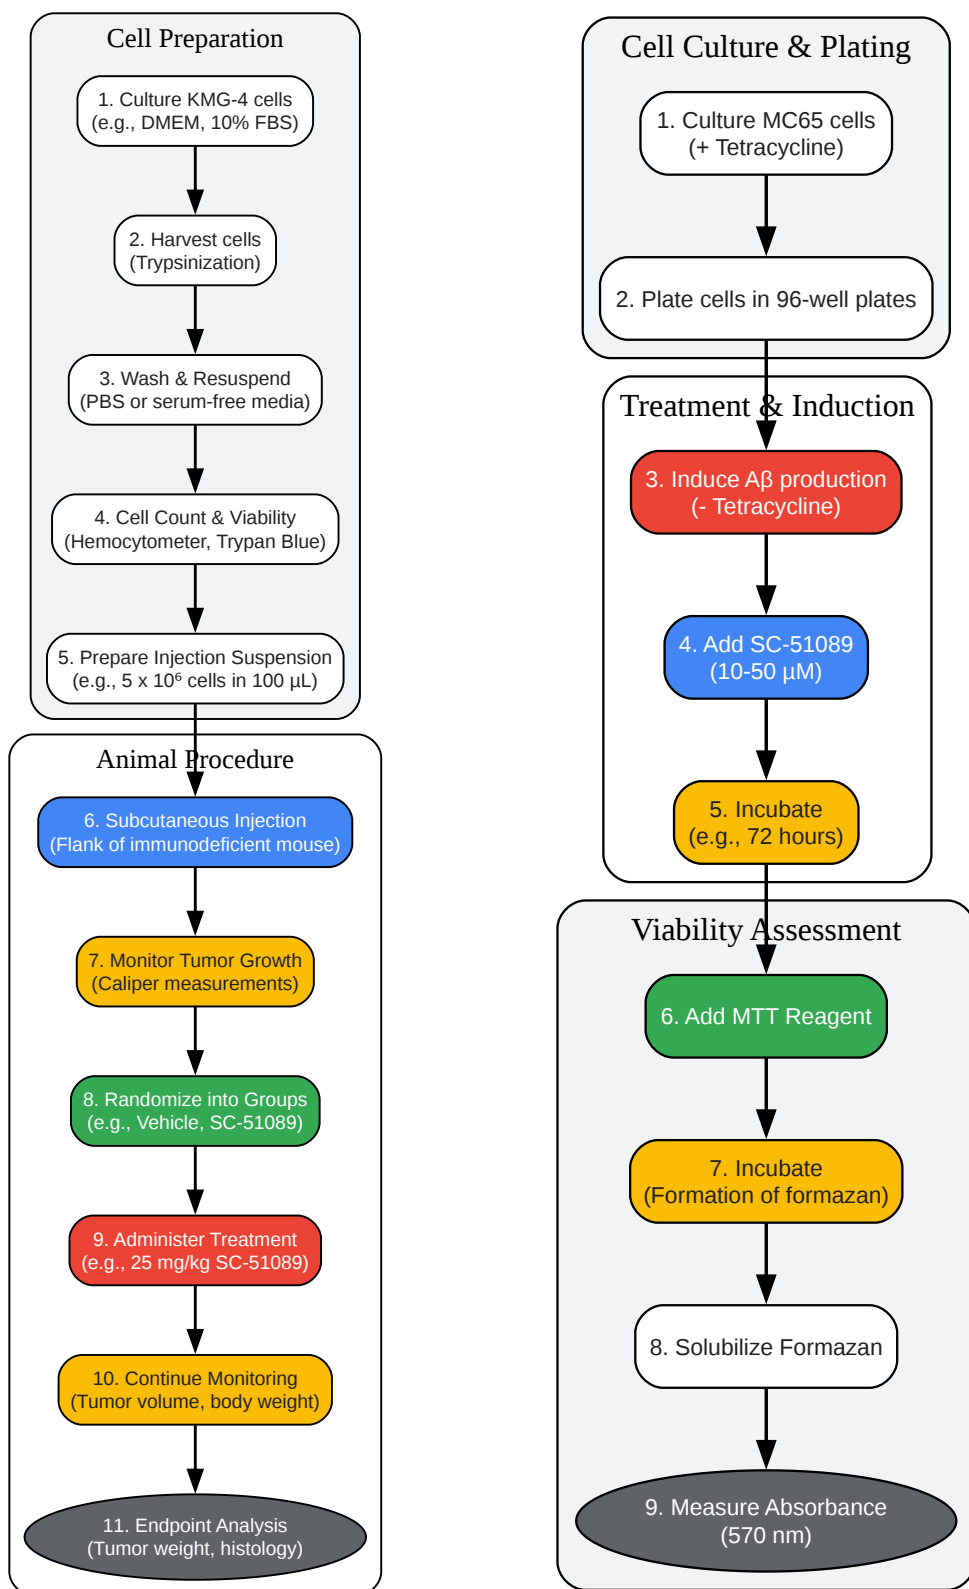 Cell Preparation
1. Culture KMG-4 cells
(e.g., DMEM, 10% FBS)
2. Harvest cells
(Trypsinization)
3. Wash & Resuspend
(PBS or serum-free media)
4. Cell Count & Viability
(Hemocytometer, Trypan Blue)
5. Prepare Injection Suspension
(e.g., 5 x 10⁶ cells in 100 µL)
Animal Procedure
6. Subcutaneous Injection
(Flank of immunodeficient mouse)
7. Monitor Tumor Growth
(Caliper measurements)
8. Randomize into Groups
(e.g., Vehicle, SC-51089)
9. Administer Treatment
(e.g., 25 mg/kg SC-51089)
10. Continue Monitoring
(Tumor volume, body weight)
11. Endpoint Analysis
(Tumor weight, histology)
Cell Culture & Plating
1. Culture MC65 cells
(+ Tetracycline)
2. Plate cells in 96-well plates
Treatment & Induction
3. Induce Aβ production
(- Tetracycline)
4. Add SC-51089
(10-50 µM)
5. Incubate
(e.g., 72 hours)
Viability Assessment
6. Add MTT Reagent
7. Incubate
(Formation of formazan)
8. Solubilize Formazan
9. Measure Absorbance
(570 nm)